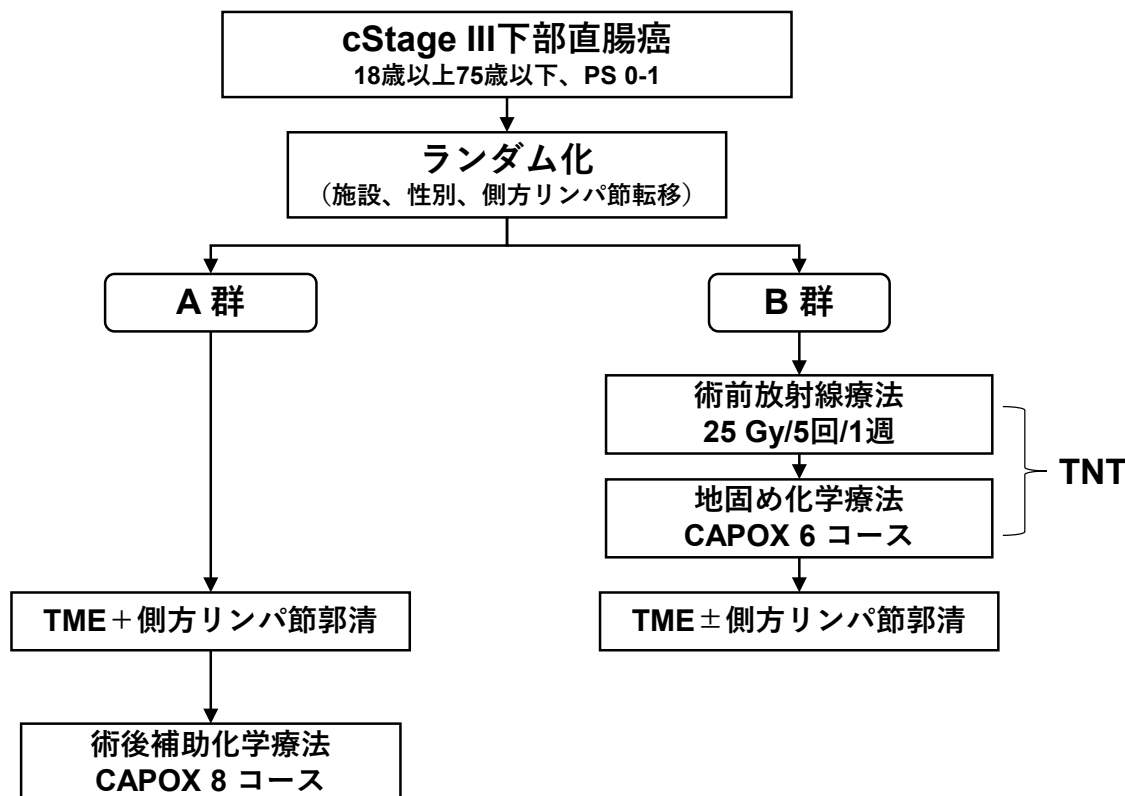 cStage III下部直腸癌
18歳以上75歳以下、PS 0-1
ランダム化
（施設、性別、側方リンパ節転移）
A 群
B 群
術前放射線療法
25 Gy/5回/1週
地固め化学療法
CAPOX 6 コース
TNT
TME＋側方リンパ節郭清
TME±側方リンパ節郭清
術後補助化学療法
CAPOX 8 コース